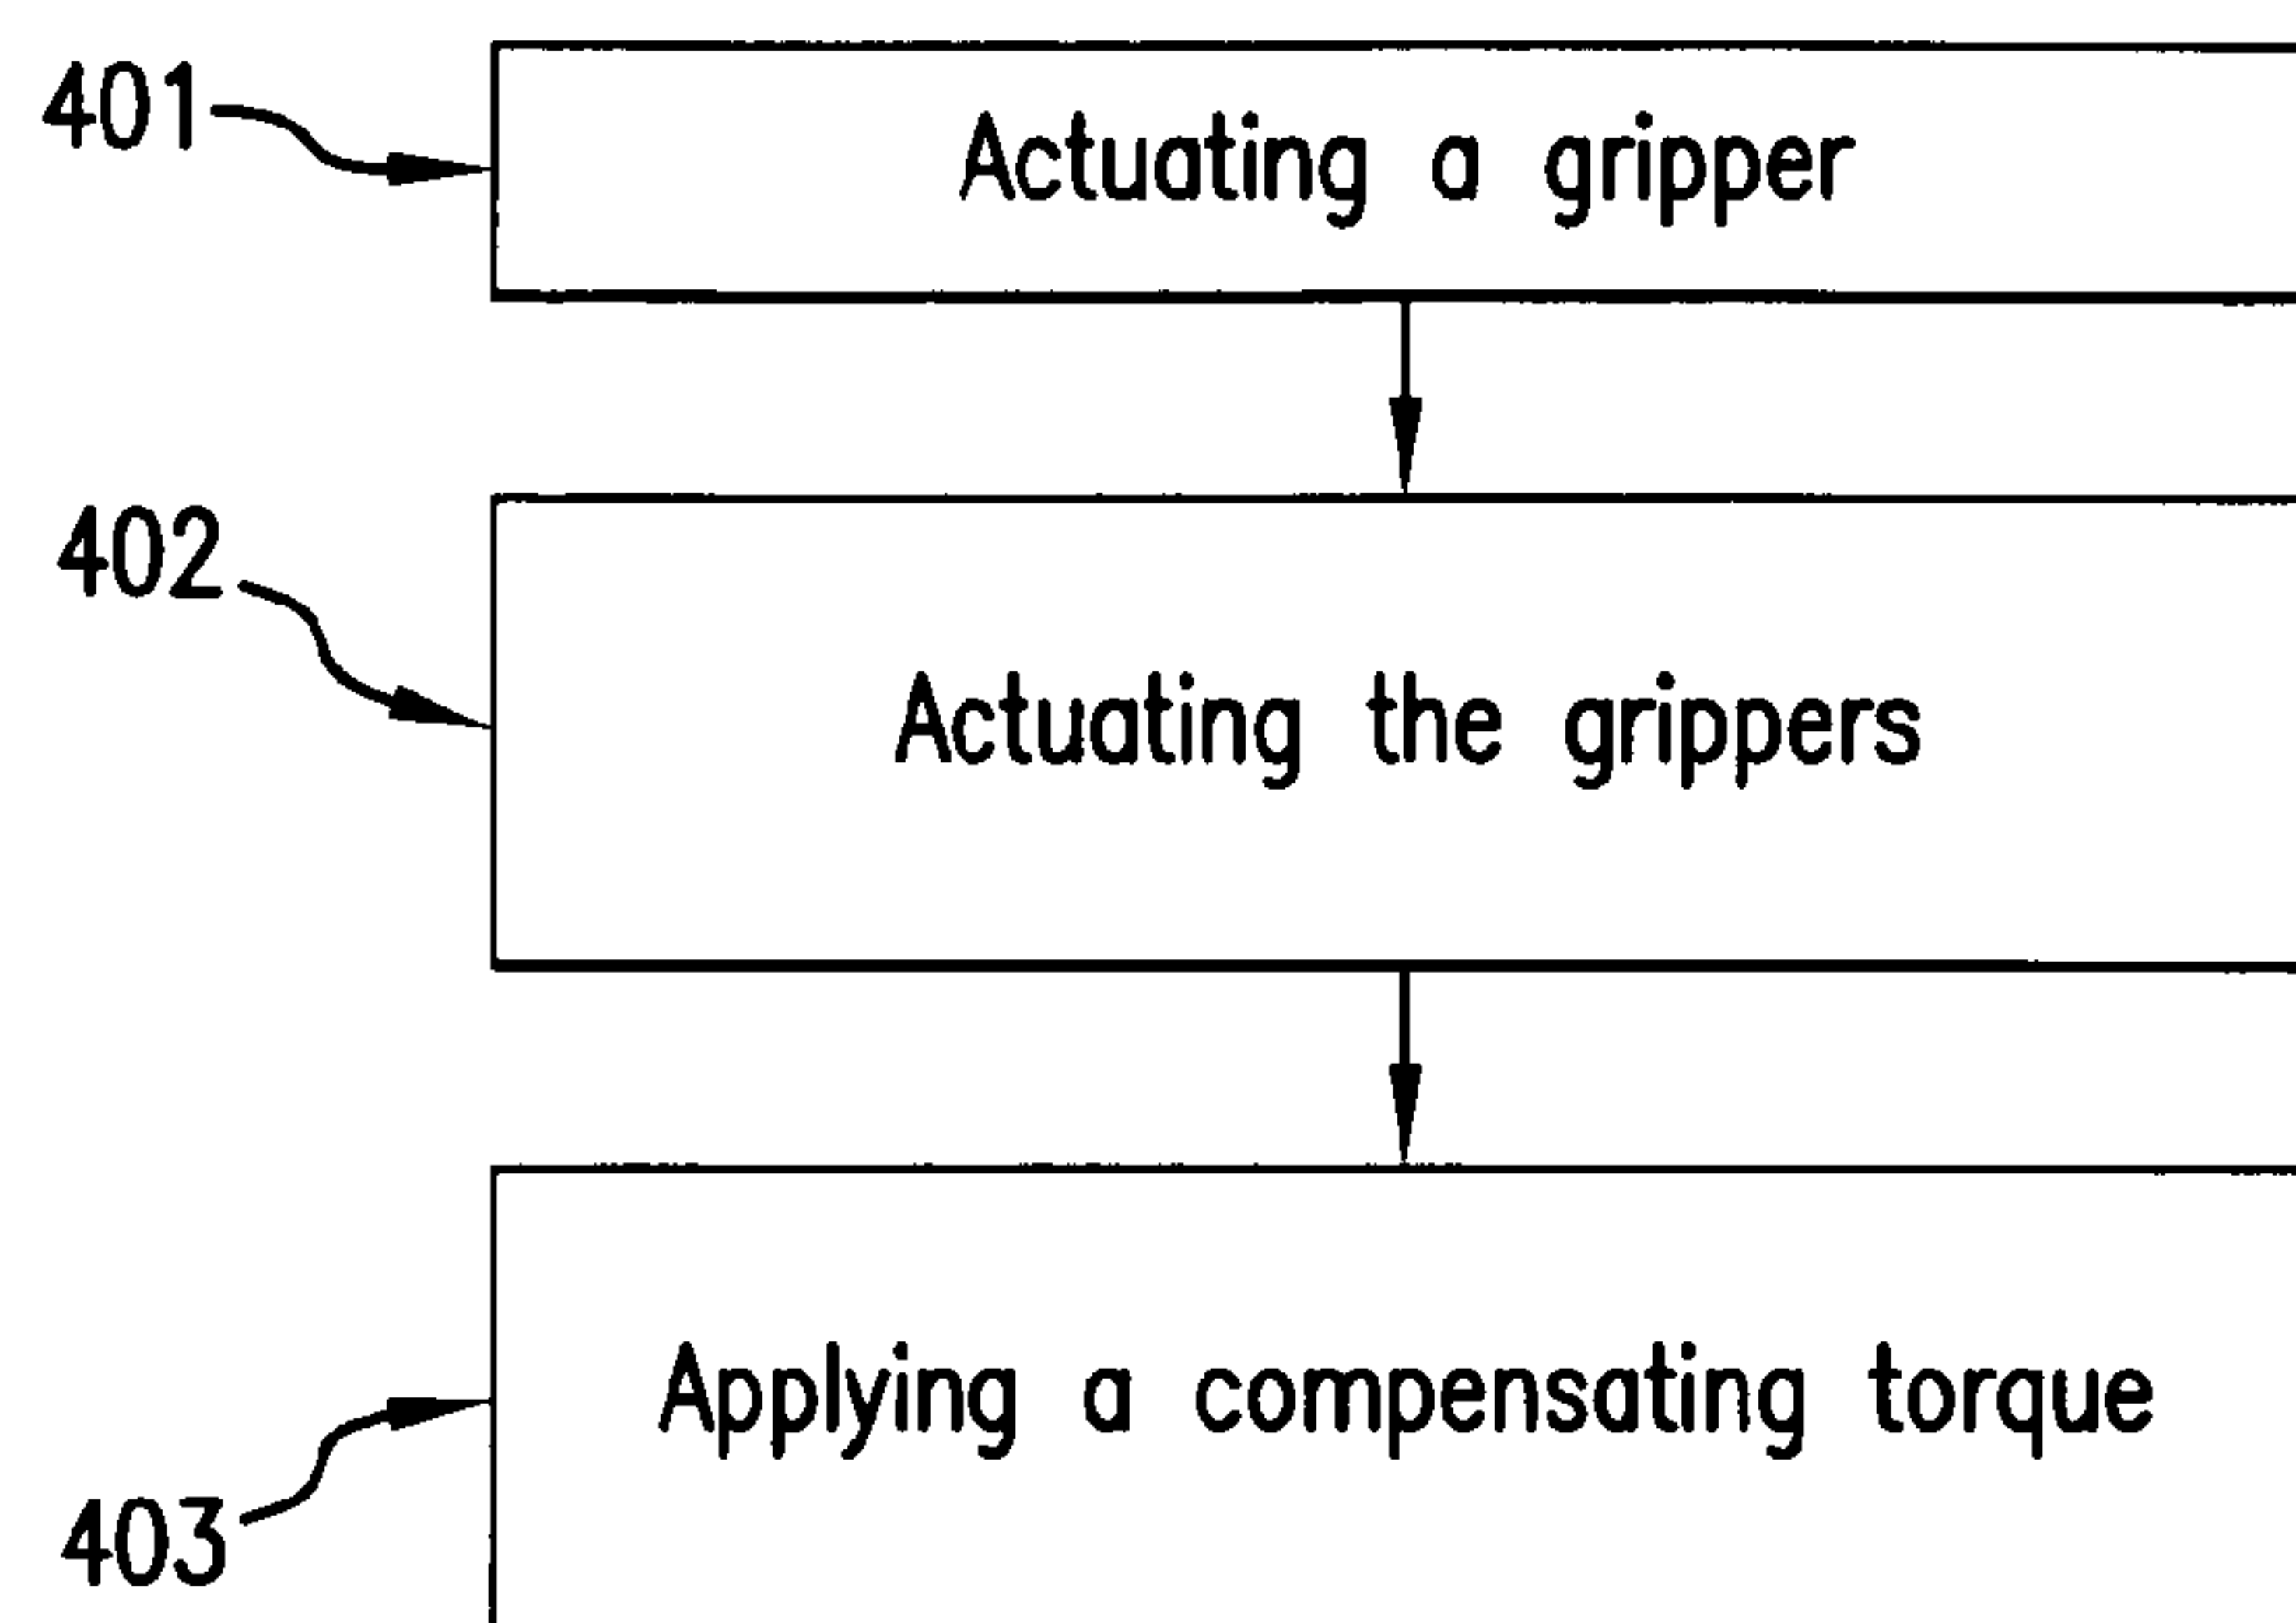 401
Actuating a gripper
402
Actuating the grippers
Applying a compensating torque
403